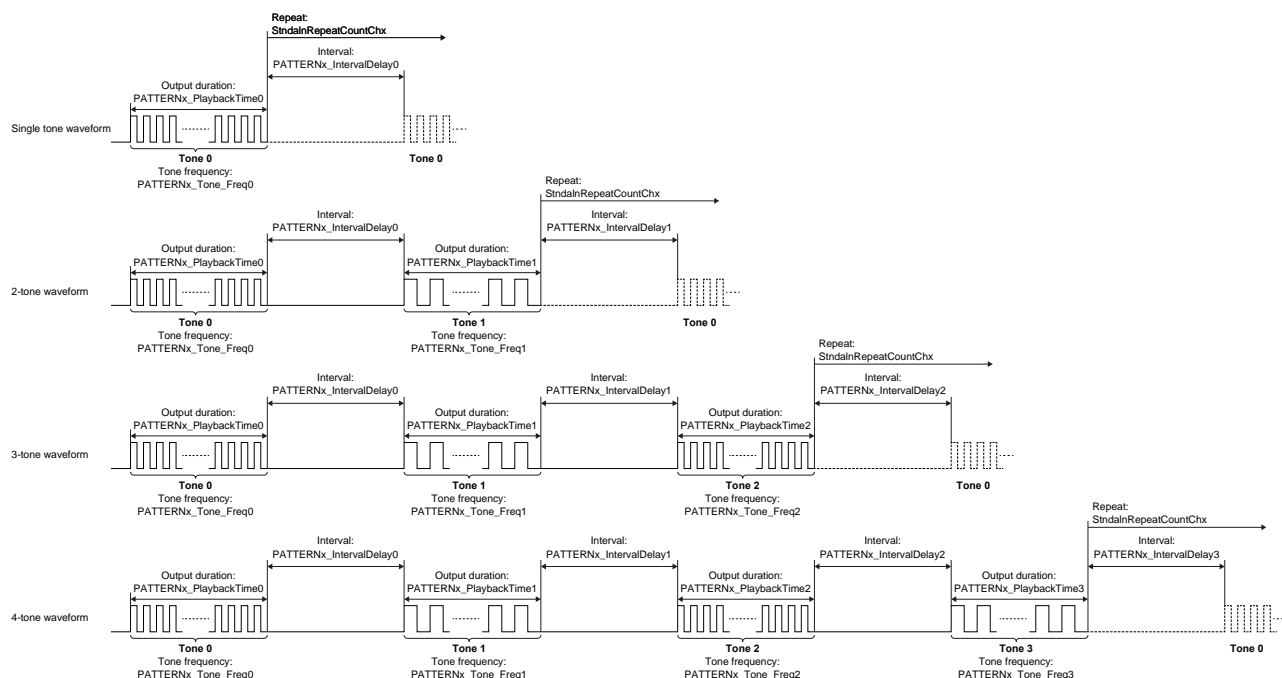 Repeat:
StndalnRepeatCountChx
Interval:
PATTERNx_IntervalDelay0
Output duration:
PATTERNx_PlaybackTime0
Single tone waveform
Tone 0
Tone 0
Tone frequency:
PATTERNx_Tone_Freq0
Repeat:
StndalnRepeatCountChx
Interval:
PATTERNx_IntervalDelay0
Interval:
PATTERNx_IntervalDelay1
Output duration:
PATTERNx_PlaybackTime0
Output duration:
PATTERNx_PlaybackTime1
2-tone waveform
Tone 0
Tone 1
Tone 0
Tone frequency:
PATTERNx_Tone_Freq0
Tone frequency:
PATTERNx_Tone_Freq1
Repeat:
StndalnRepeatCountChx
Interval:
PATTERNx_IntervalDelay0
Interval:
PATTERNx_IntervalDelay1
Interval:
PATTERNx_IntervalDelay2
Output duration:
PATTERNx_PlaybackTime0
Output duration:
PATTERNx_PlaybackTime1
Output duration:
PATTERNx_PlaybackTime2
3-tone waveform
Tone 0
Tone 1
Tone 2
Tone 0
Tone frequency:
PATTERNx_Tone_Freq0
Tone frequency:
PATTERNx_Tone_Freq1
Tone frequency:
PATTERNx_Tone_Freq2
Repeat:
StndalnRepeatCountChx
Interval:
PATTERNx_IntervalDelay0
Interval:
PATTERNx_IntervalDelay1
Interval:
PATTERNx_IntervalDelay2
Interval:
PATTERNx_IntervalDelay3
Output duration:
PATTERNx_PlaybackTime0
Output duration:
PATTERNx_PlaybackTime1
Output duration:
PATTERNx_PlaybackTime2
Output duration:
PATTERNx_PlaybackTime3
4-tone waveform
Tone 0
Tone 1
Tone 2
Tone 3
Tone 0
Tone frequency:
PATTERNx_Tone_Freq0
Tone frequency:
PATTERNx_Tone_Freq1
Tone frequency:
PATTERNx_Tone_Freq2
Tone frequency:
PATTERNx_Tone_Freq3